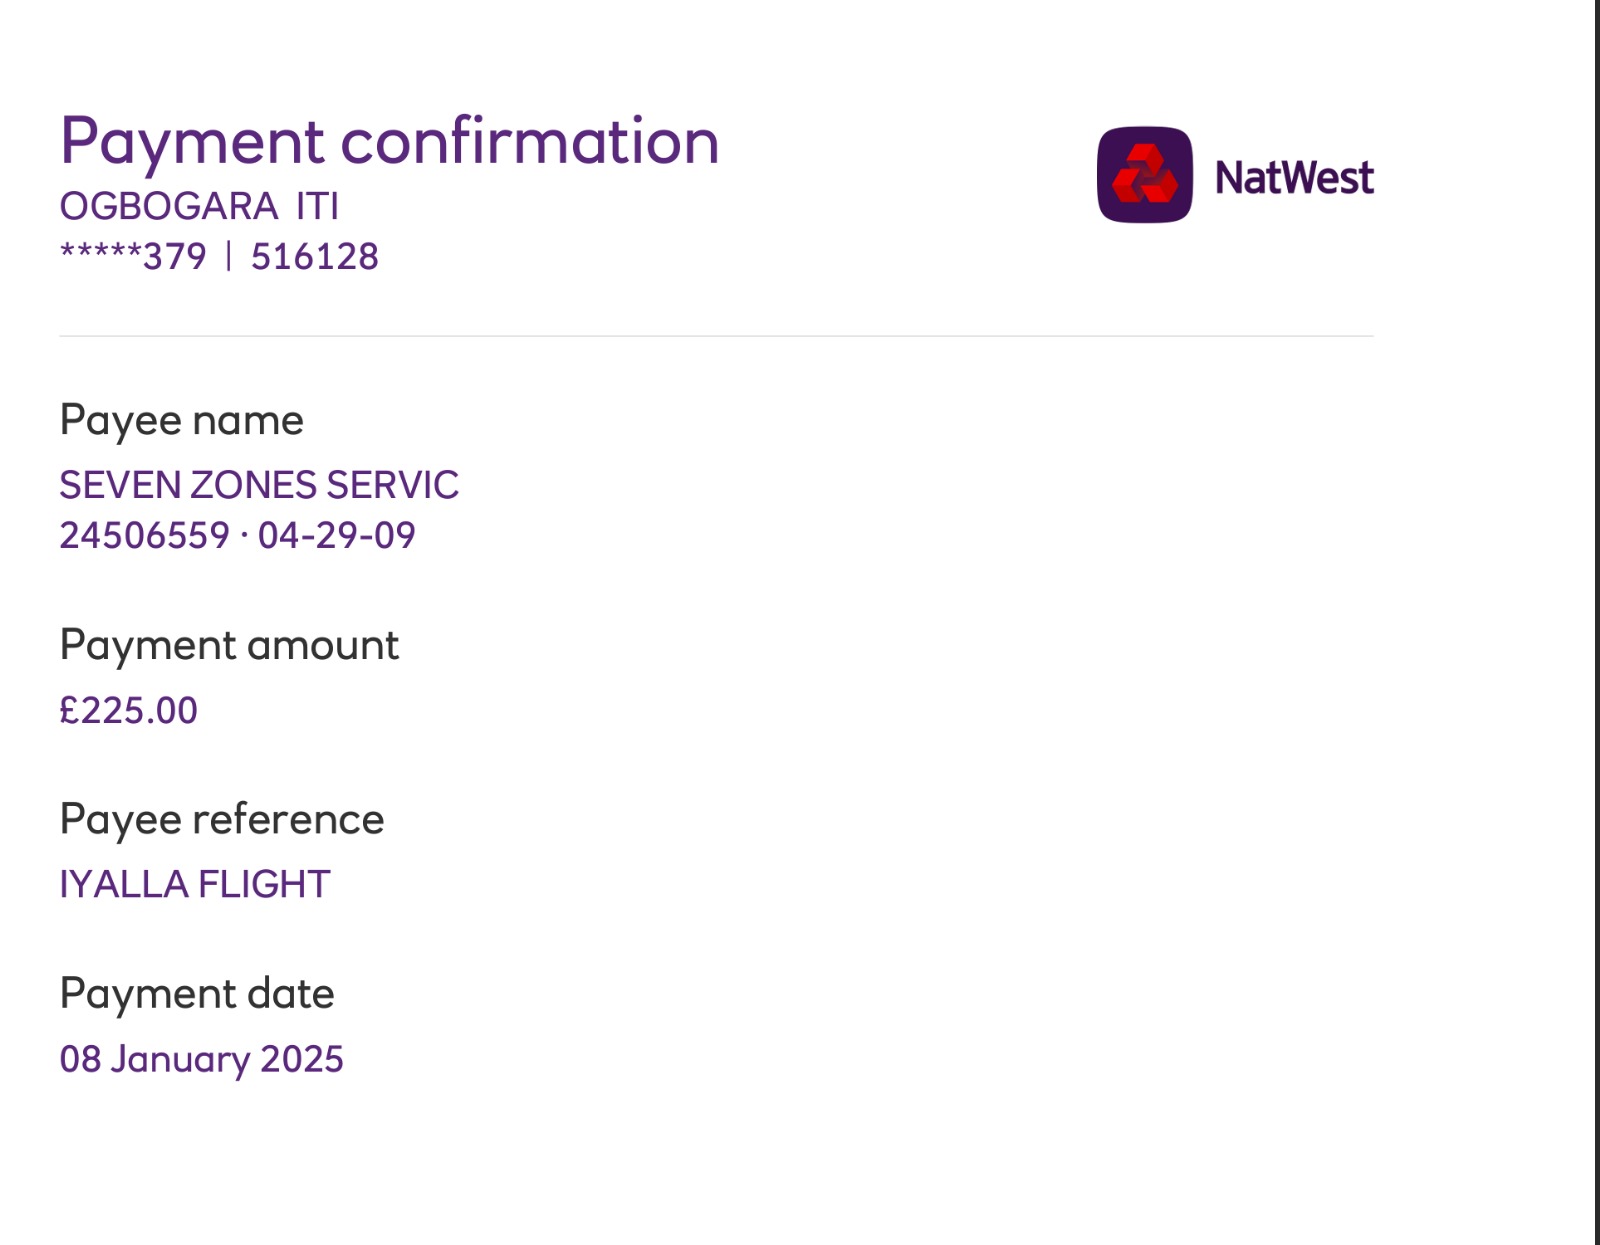 Payment confirmation
OGBOGARA ITI
*****379 | 516128
NatWest
Payee name
SEVEN ZONES SERVIC
24506559 · 04-29-09
Payment amount
£225.00
Payee reference
IYALLA FLIGHT
Payment date
08 January 2025